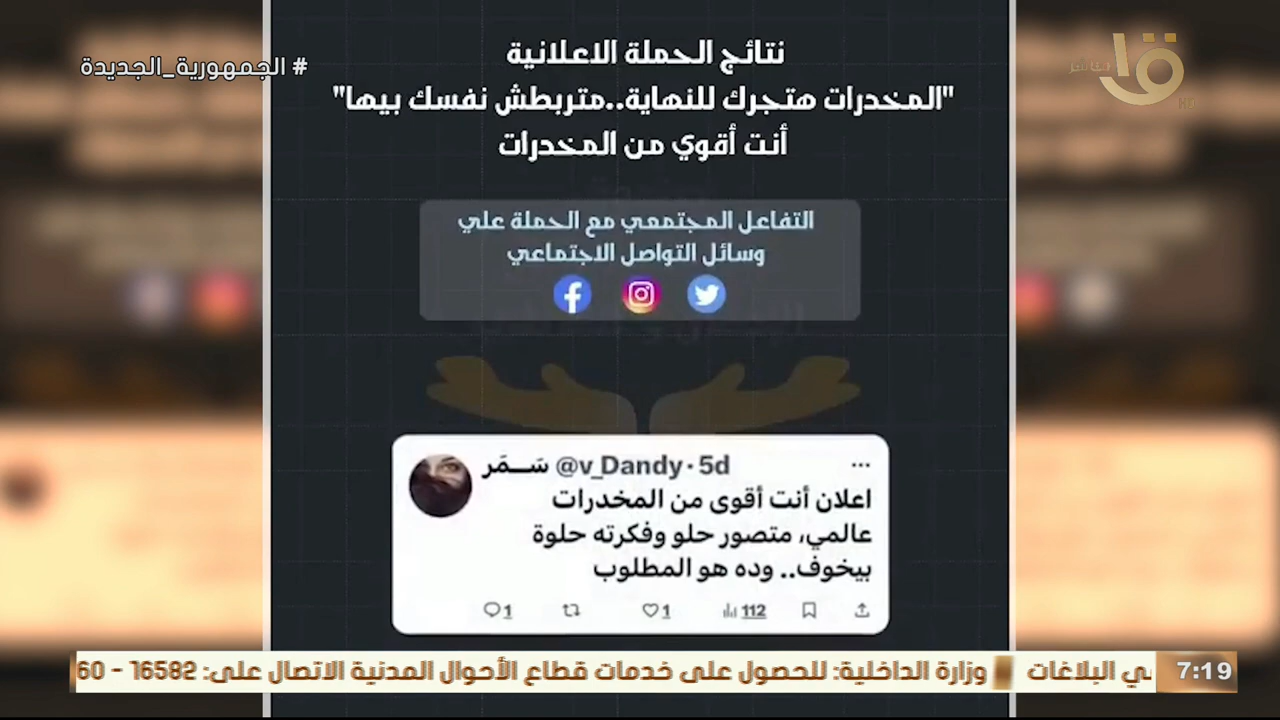 # الجمهورية_الجديدة
نتائج الحملة الاعلانية
"المخدرات هتجرك للنهاية..متربطش نفسك بيها"
أنت أقوي من المخدرات
التفاعل المجتمعي مع الحملة علي
وسائل التواصل الاجتماعي
سَــمَر @v_Dandy · 5d
اعلان أنت أقوى من المخدرات
عالمي، متصور حلو وفكرته حلوة
بيخوف.. وده هو المطلوب
1 1 112
7:19
ي البلاغات وزارة الداخلية: للحصول على خدمات قطاع الأحوال المدنية الاتصال على: 16582 - 60